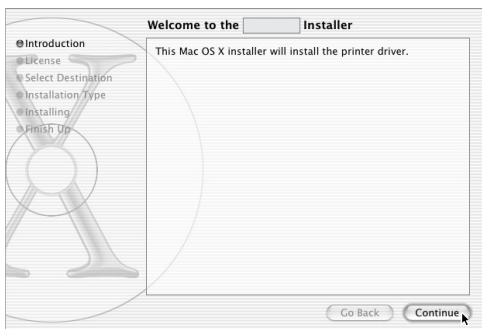 Welcome to the Installer
Introduction
License
Select Destination
Installation Type
Installing
Finish Up
This Mac OS X installer will install the printer driver.
Go Back
Continue